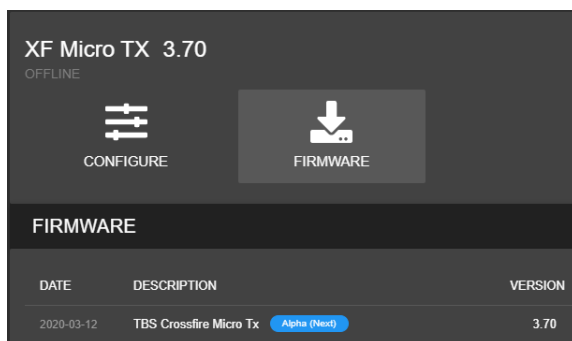 XF Micro TX 3.70
OFFLINE
CONFIGURE FIRMWARE
FIRMWARE
DATE DESCRIPTION VERSION
2020-03-12 TBS Crossfire Micro Tx Alpha (Next) 3.70